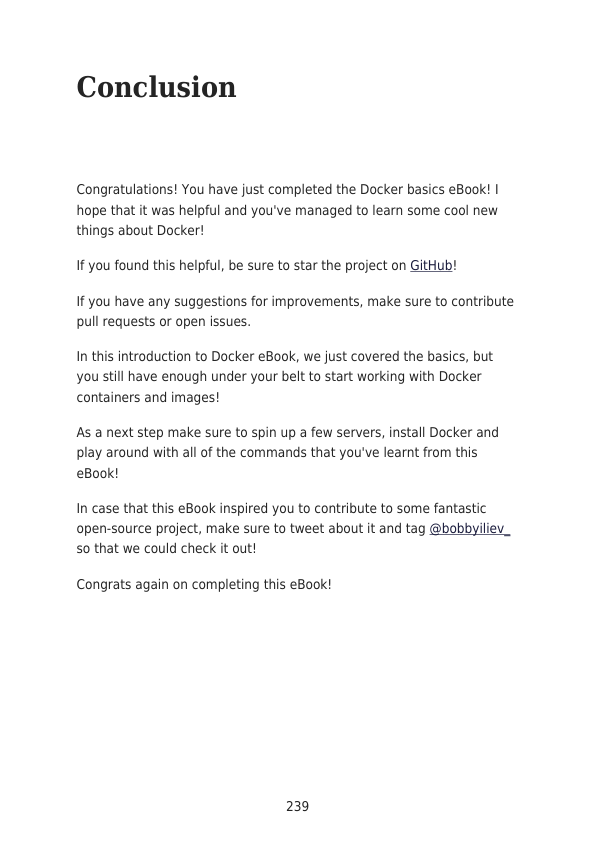 Conclusion
Congratulations! You have just completed the Docker basics eBook! I
hope that it was helpful and you've managed to learn some cool new
things about Docker!
If you found this helpful, be sure to star the project on GitHub!
If you have any suggestions for improvements, make sure to contribute
pull requests or open issues.
In this introduction to Docker eBook, we just covered the basics, but
you still have enough under your belt to start working with Docker
containers and images!
As a next step make sure to spin up a few servers, install Docker and
play around with all of the commands that you've learnt from this
eBook!
In case that this eBook inspired you to contribute to some fantastic
open-source project, make sure to tweet about it and tag @bobbyiliev_
so that we could check it out!
Congrats again on completing this eBook!
239